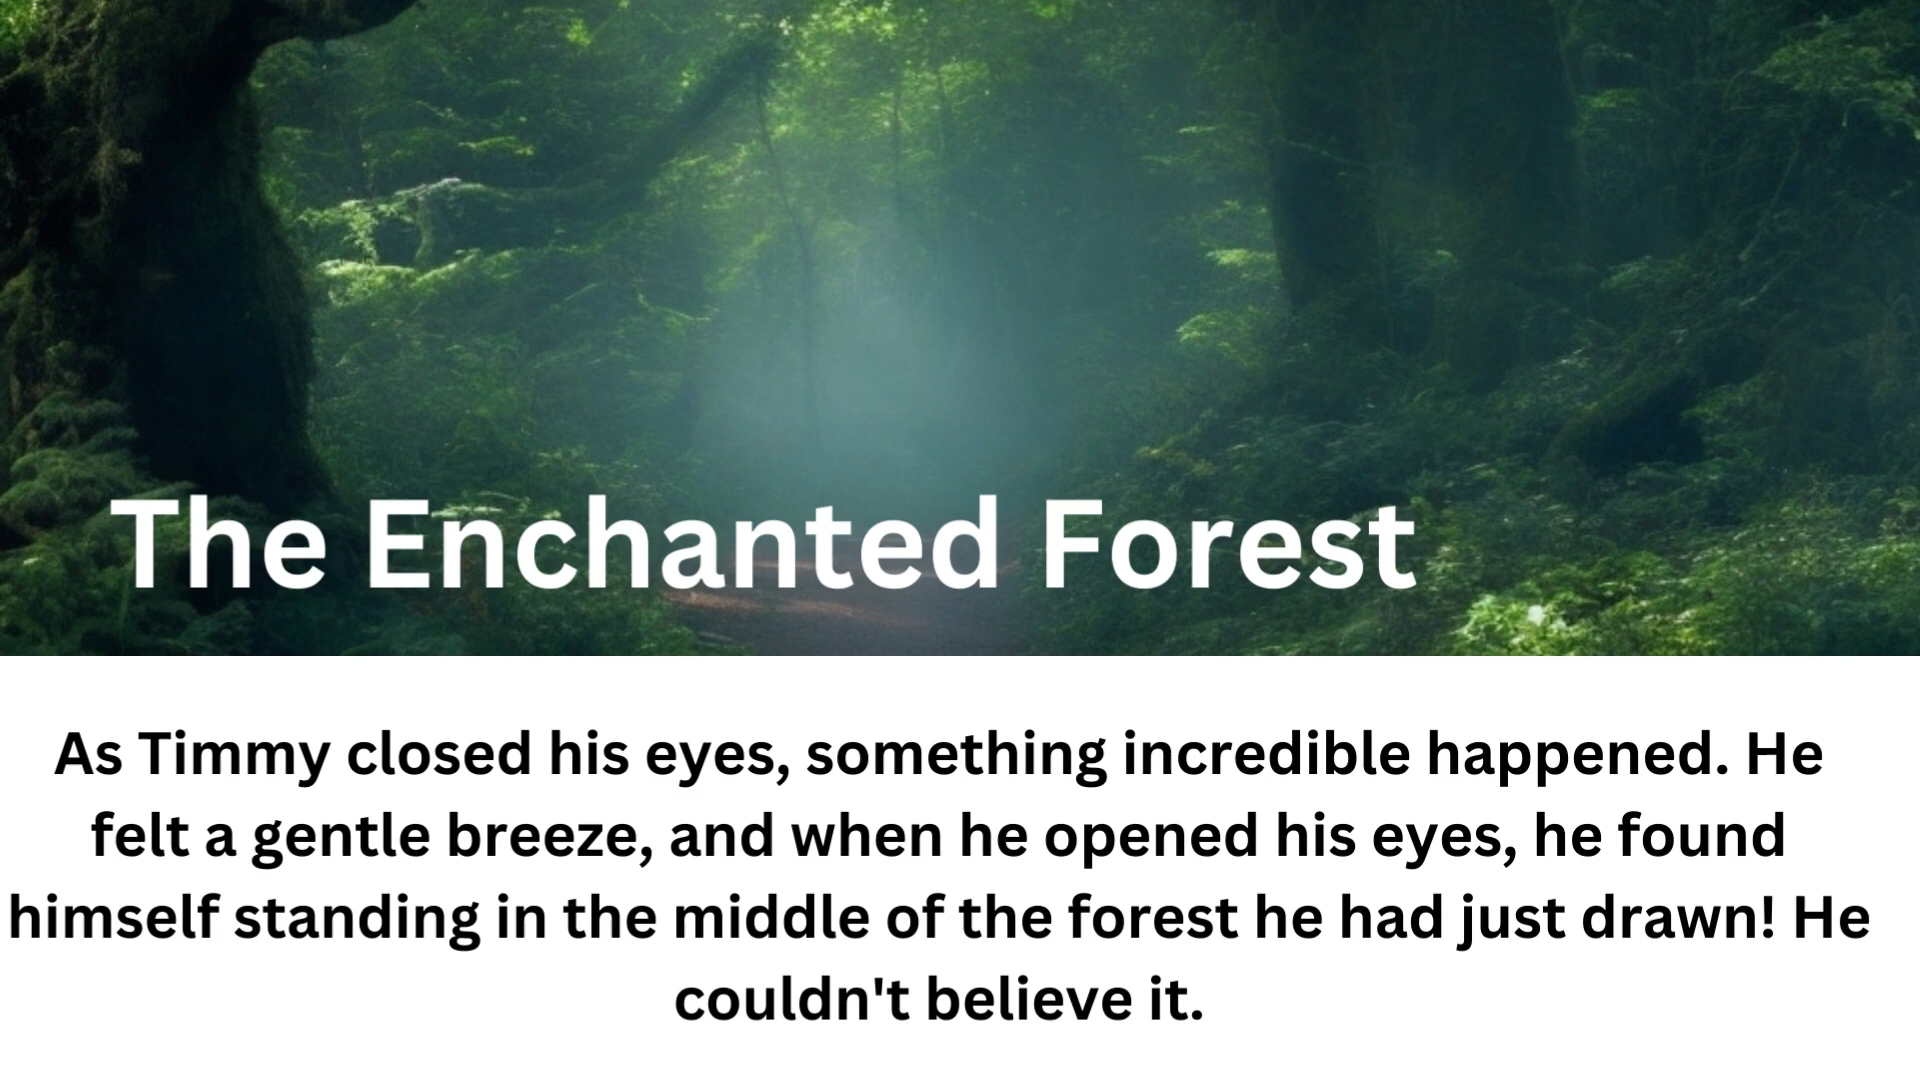 The Enchanted Forest
As Timmy closed his eyes, something incredible happened. He
felt a gentle breeze, and when he opened his eyes, he found
himself standing in the middle of the forest he had just drawn! He
couldn't believe it.